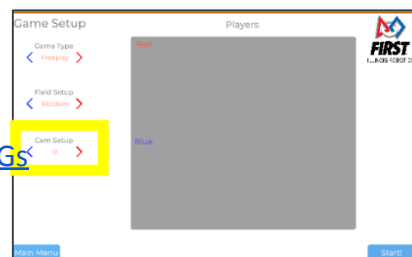 Game Setup
Players
Game Type
< Freeplay >
Field Setup
< Random >
Cam Setup
< 0 >
Gs
Red
Blue
FIRST
Main Menu
Start!